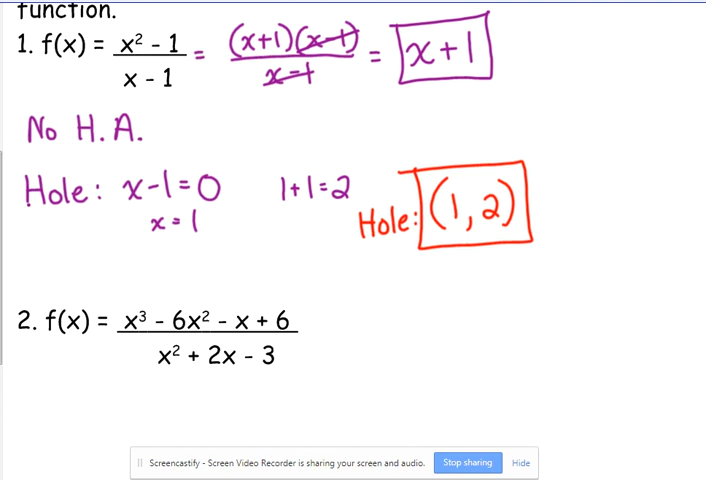 function.
1. f(x) = x² - 1 / x - 1 = (x+1)(x-1) / x-1 = x+1
No H.A.
Hole: x-1=0 1+1=2
x=1
Hole: (1,2)
2. f(x) = x³ - 6x² - x + 6
x² + 2x - 3
Screencastify - Screen Video Recorder is sharing your screen and audio. Stop sharing Hide